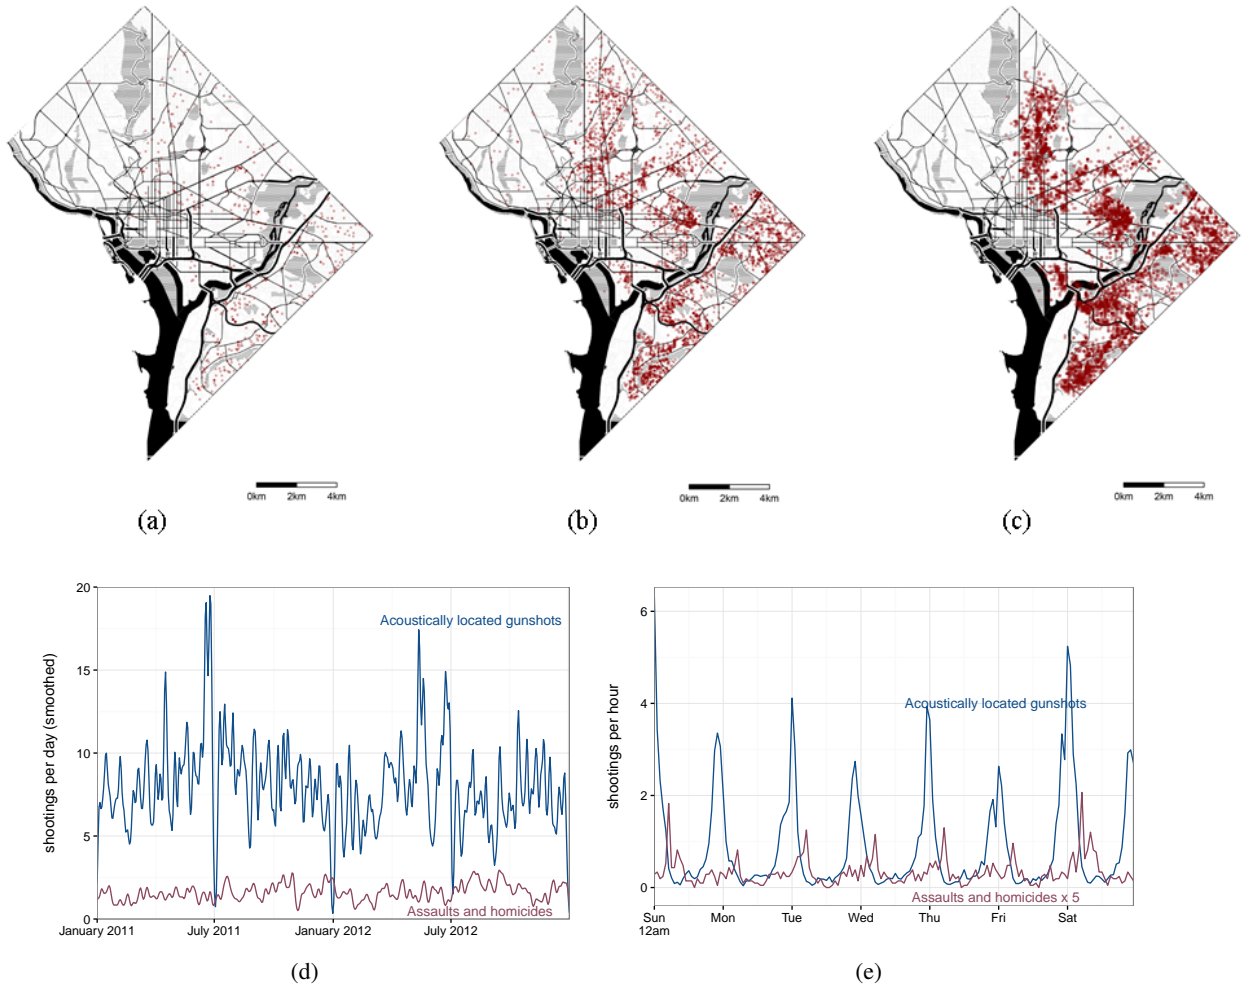 0km 2km 4km
0km 2km 4km
0km 2km 4km
(a)
(b)
(c)
shootings per day (smoothed)
20
15
10
5
0
Acoustically located gunshots
Assaults and homicides
January 2011 July 2011 January 2012 July 2012
(d)
shootings per hour
6
4
2
0
Acoustically located gunshots
Assaults and homicides x 5
Sun Mon Tue Wed Thu Fri Sat
12am
(e)